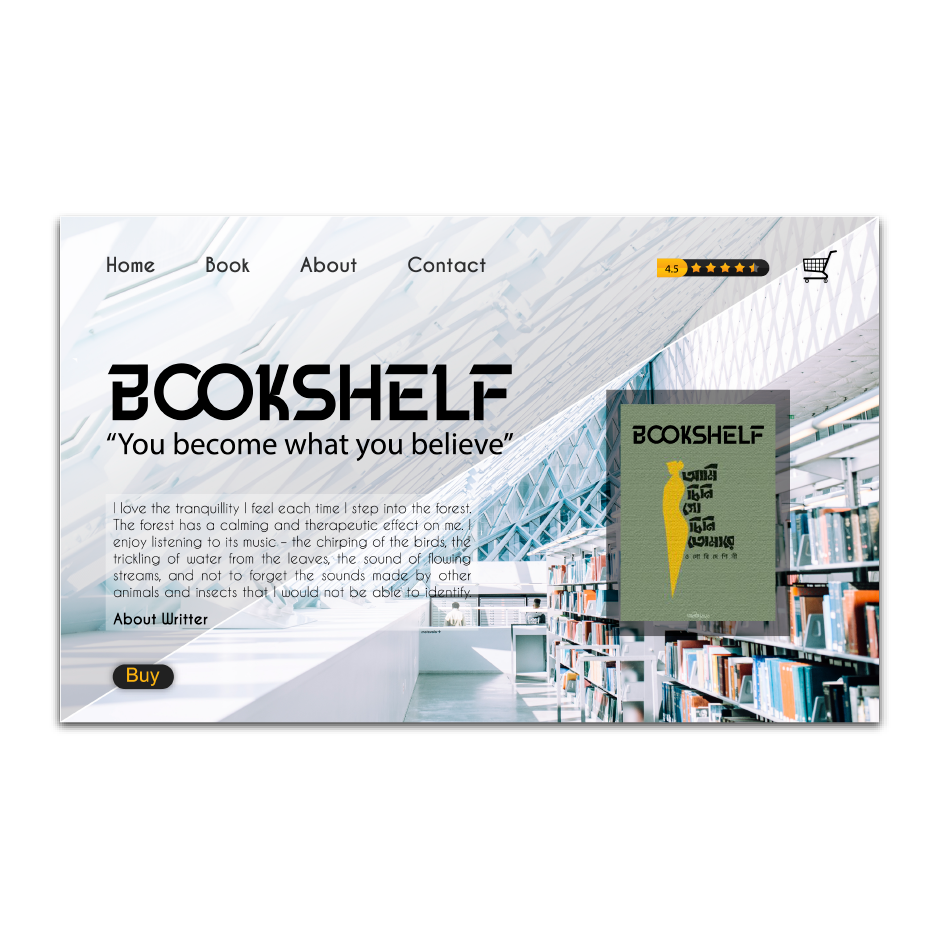 Home Book About Contact
4.5
BOOKSHELF
“You become what you believe”
I love the tranquillity I feel each time I step into the forest.
The forest has a calming and therapeutic effect on me. I
enjoy listening to its music – the chirping of the birds, the
trickling of water from the leaves, the sound of flowing
streams, and not to forget the sounds made by other
animals and insects that I would not be able to identify.
About Writter
Buy
BOOKSHELF
আমি
চিনি
গো
চিনি
তোমারে
ও গো বি দে শি নী